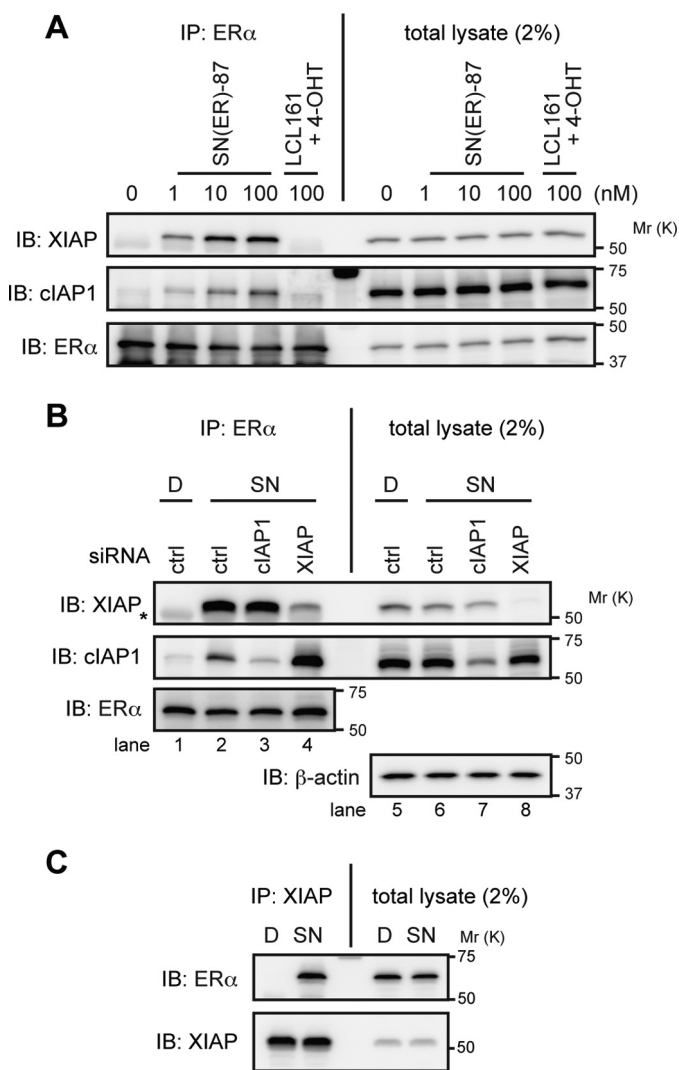 A
IP: ERα
total lysate (2%)
SN(ER)-87
LCL161
+ 4-OHT
SN(ER)-87
LCL161
+ 4-OHT
0 1 10 100 100 0 1 10 100 100 (nM)
IB: XIAP
Mr (K)
50
IB: cIAP1
75
50
IB: ERα
50
37
B
IP: ERα
total lysate (2%)
D SN D SN
siRNA ctrl ctrl cIAP1 XIAP ctrl ctrl cIAP1 XIAP
IB: XIAP
*
Mr (K)
50
IB: cIAP1
75
50
IB: ERα
75
50
lane 1 2 3 4
IB: β-actin
50
37
lane 5 6 7 8
C
IP: XIAP
total lysate (2%)
D SN D SN Mr (K)
IB: ERα
75
50
IB: XIAP
50